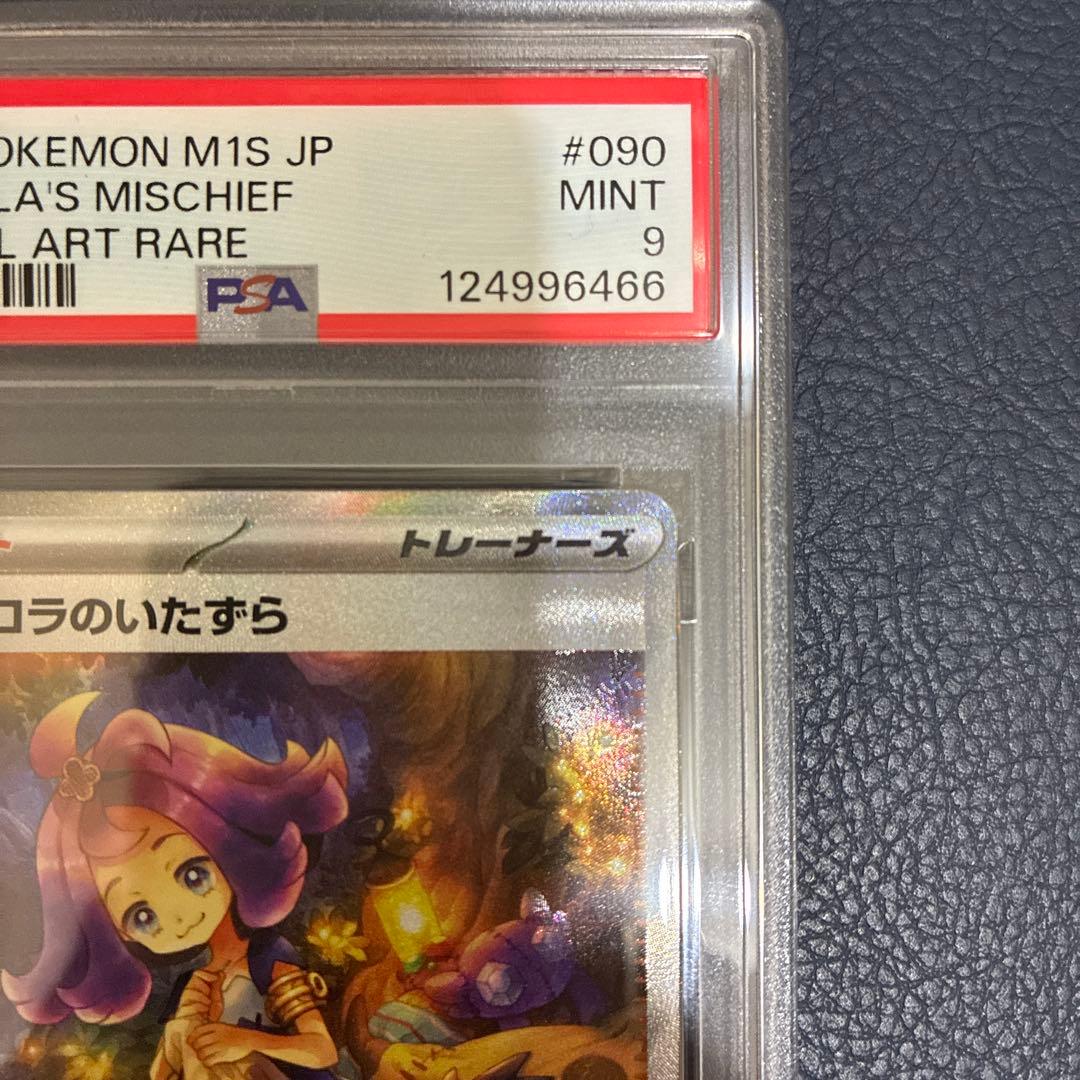 OKEMON M1S JP #090
LA'S MISCHIEF MINT
L ART RARE 9
PSA 124996466
トレーナーズ
コラのいたずら